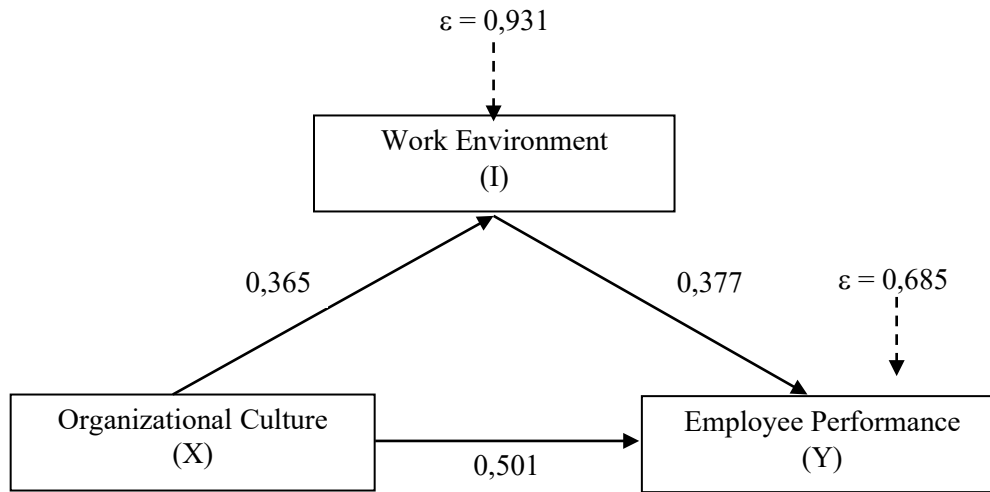 ε = 0,931
Work Environment
(I)
0,365
0,377
ε = 0,685
Organizational Culture
(X)
0,501
Employee Performance
(Y)